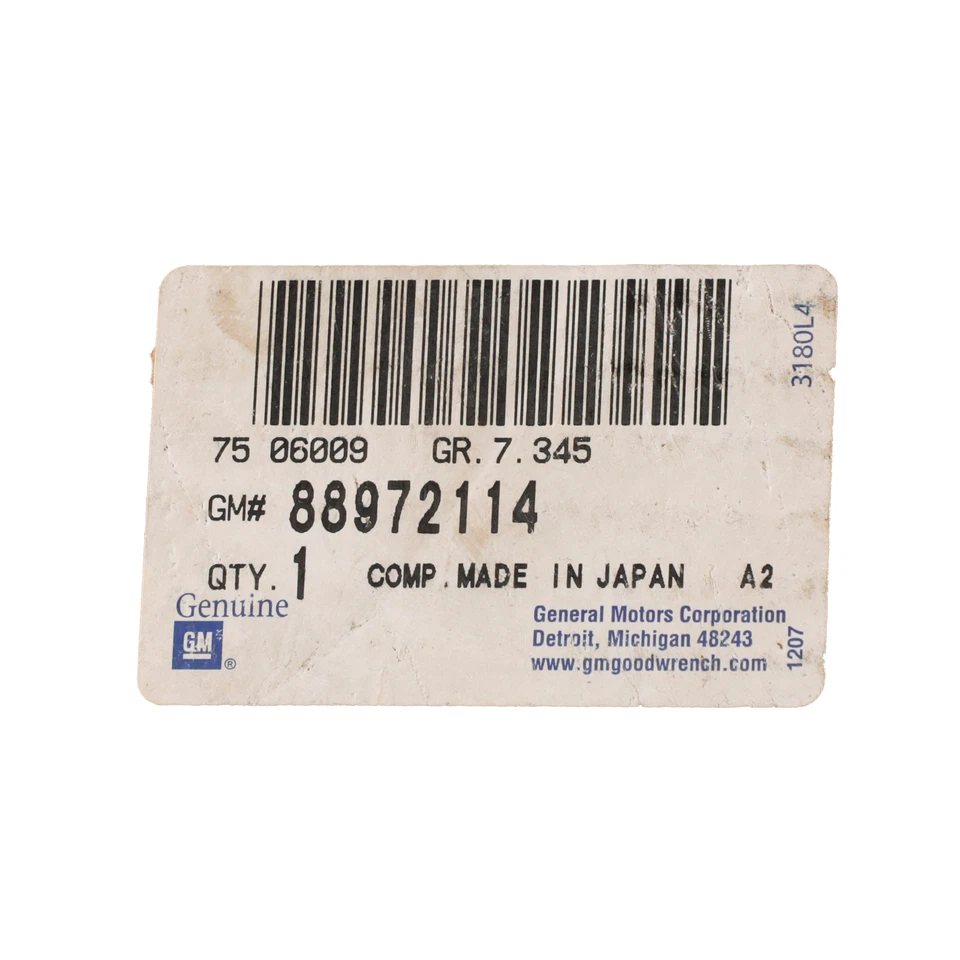 3180L4
75 06009 GR. 7. 345
GM# 88972114
QTY. 1 COMP. MADE IN JAPAN A2
Genuine
GM ®
General Motors Corporation
Detroit, Michigan 48243
www.gmgoodwrench.com
1207